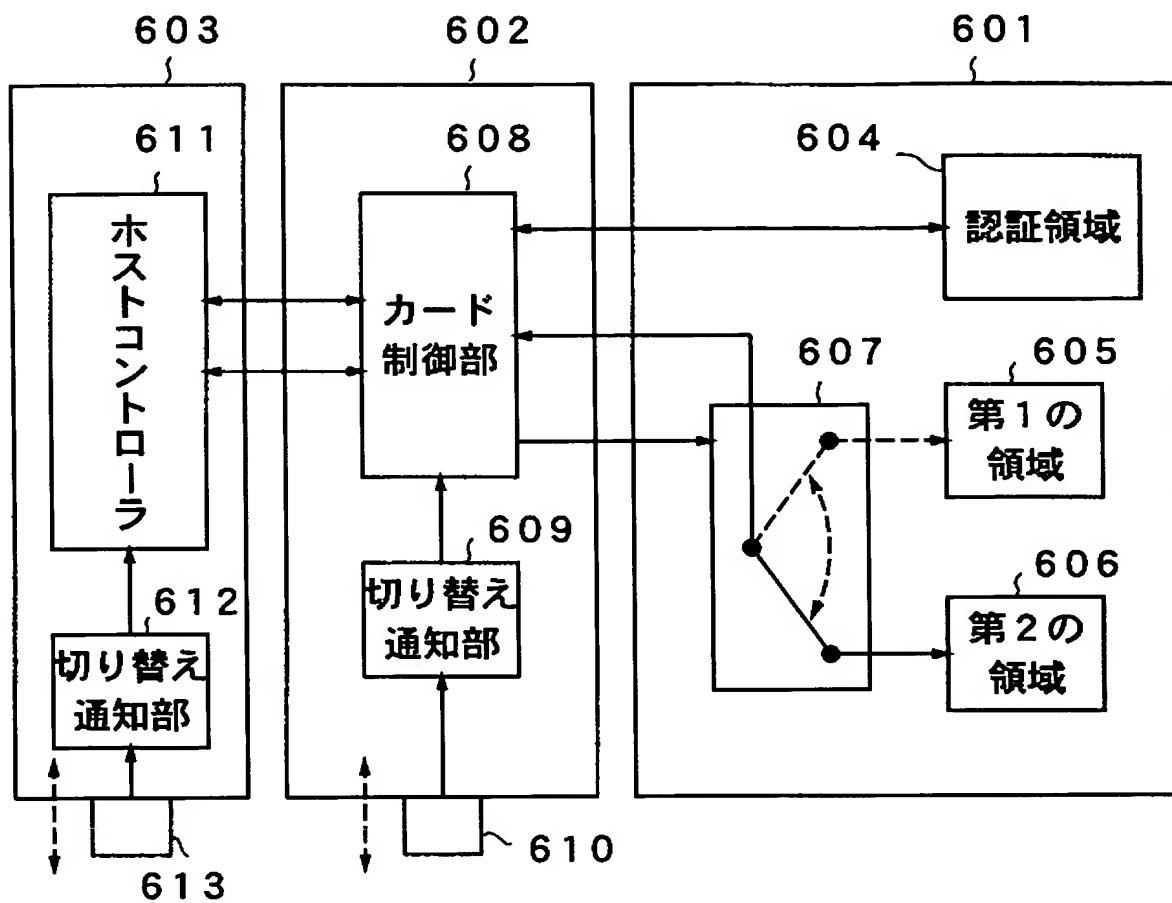 ６０３
６０２
６０１
６１１
６０８
６０４
ホストコントローラ
カード
制御部
認証領域
６０７
６０５
第１の
領域
６０９
切り替え
通知部
６０６
第２の
領域
６１２
切り替え
通知部
６１０
６１３